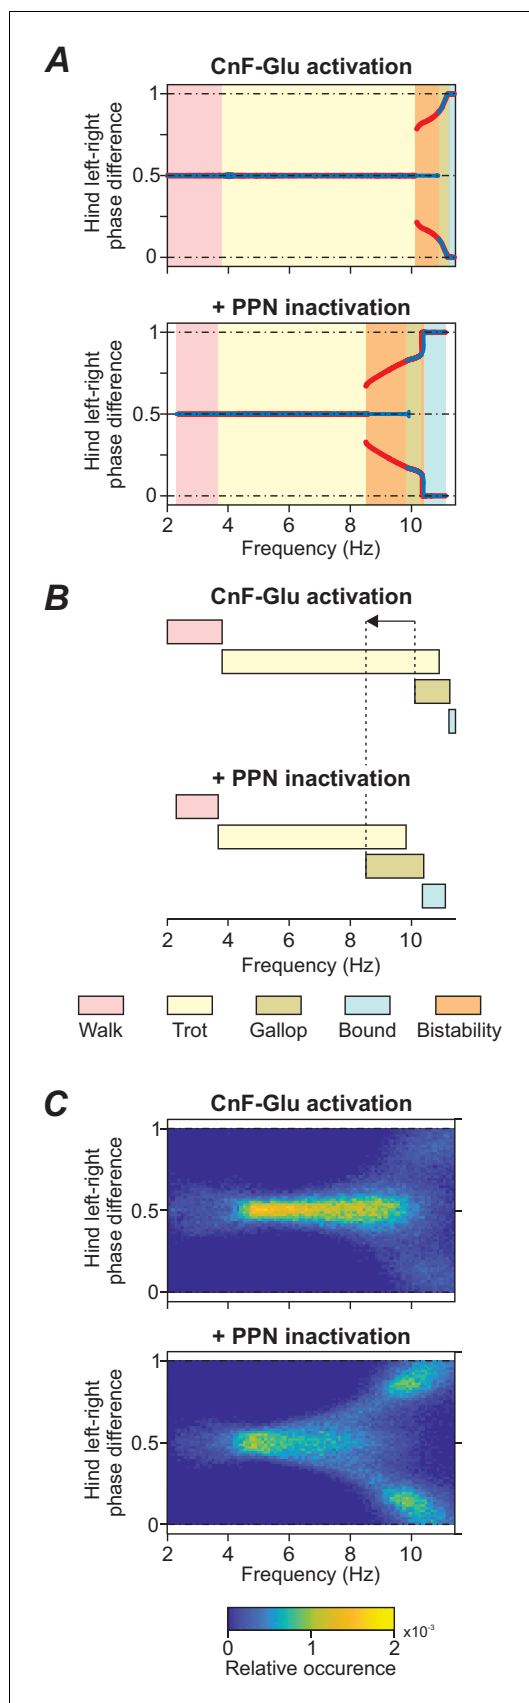 A
CnF-Glu activation
1
0.5
0
Hind left-right
phase difference
+ PPN inactivation
1
0.5
0
Hind left-right
phase difference
2 4 6 8 10
Frequency (Hz)
B
CnF-Glu activation
+ PPN inactivation
2 4 6 8 10
Frequency (Hz)
Walk Trot Gallop Bound Bistability
C
CnF-Glu activation
1
0.5
0
Hind left-right
phase difference
+ PPN inactivation
1
0.5
0
Hind left-right
phase difference
2 4 6 8 10
Frequency (Hz)
0 1 2 x10⁻³
Relative occurence